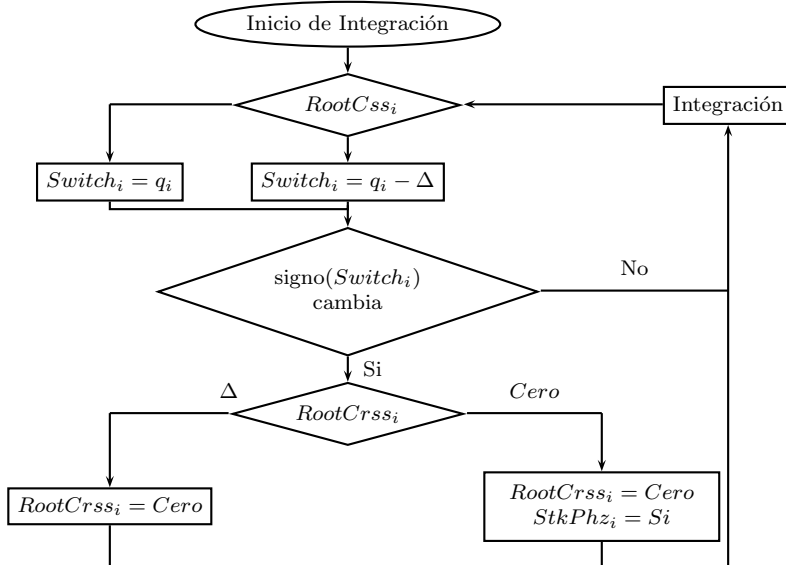 Inicio de Integración
RootCss_i
Integración
Switch_i = q_i
Switch_i = q_i − Δ
signo(Switch_i)
cambia
No
Si
Δ
Cero
RootCrss_i
RootCrss_i = Cero
RootCrss_i = Cero
StkPhz_i = Si